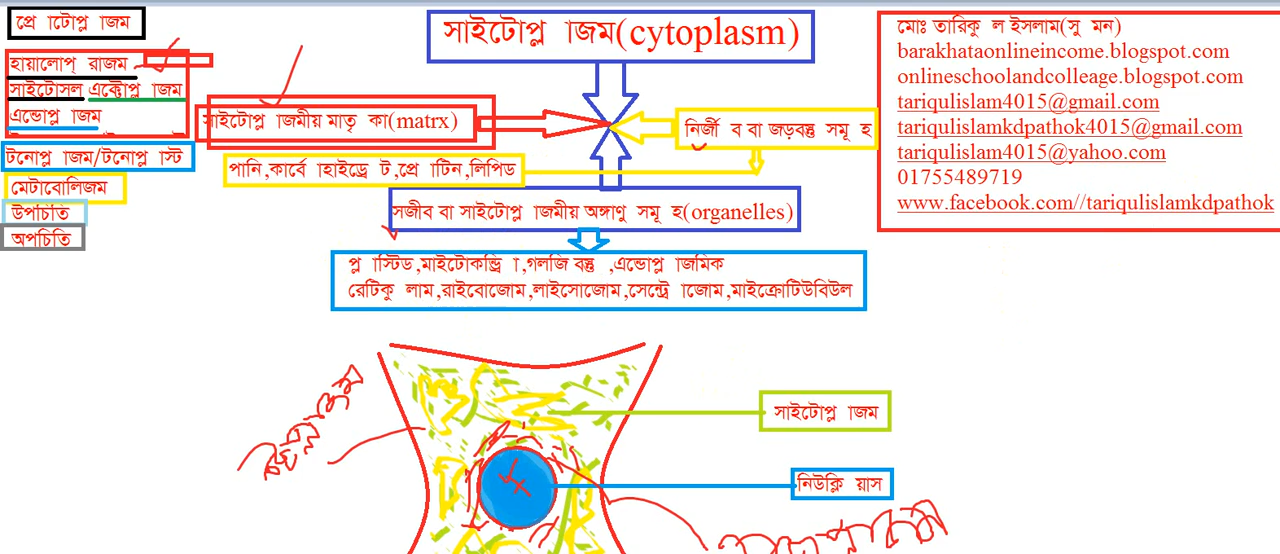 প্রোটোপ্লাজম
হায়ালোপ্ রাজম
সাইটোসল এক্টোপ্লাজম
এন্ডোপ্লাজম
টনোপ্লাজম/টনোপ্লাস্ট
মেটাবোলিজম
উপচিতি
অপচিতি
সাইটোপ্লাজম(cytoplasm)
সাইটোপ্লাজমীয় মাতৃকা(matrx)
নির্জীব বা জড়বস্তু সমূহ
পানি,কার্বোহাইড্রেট,প্রোটিন,লিপিড
সজীব বা সাইটোপ্লাজমীয় অঙ্গাণু সমূহ(organelles)
প্লাস্টিড,মাইটোকন্ড্রিা,গলজি বস্তু ,এন্ডোপ্লাজমিক
রেটিকুলাম,রাইবোজোম,লাইসোজোম,সেন্ট্রোজোম,মাইক্রোটিউবিউল
মোঃ তারিকুল ইসলাম(সুমন)
barakhataonlineincome.blogspot.com
onlineschoolandcolleage.blogspot.com
tariqulislam4015@gmail.com
tariqulislamkdpathok4015@gmail.com
tariqulislam4015@yahoo.com
01755489719
www.facebook.com//tariqulislamkdpathok
সাইটোপ্লাজম
নিউক্লিয়াস